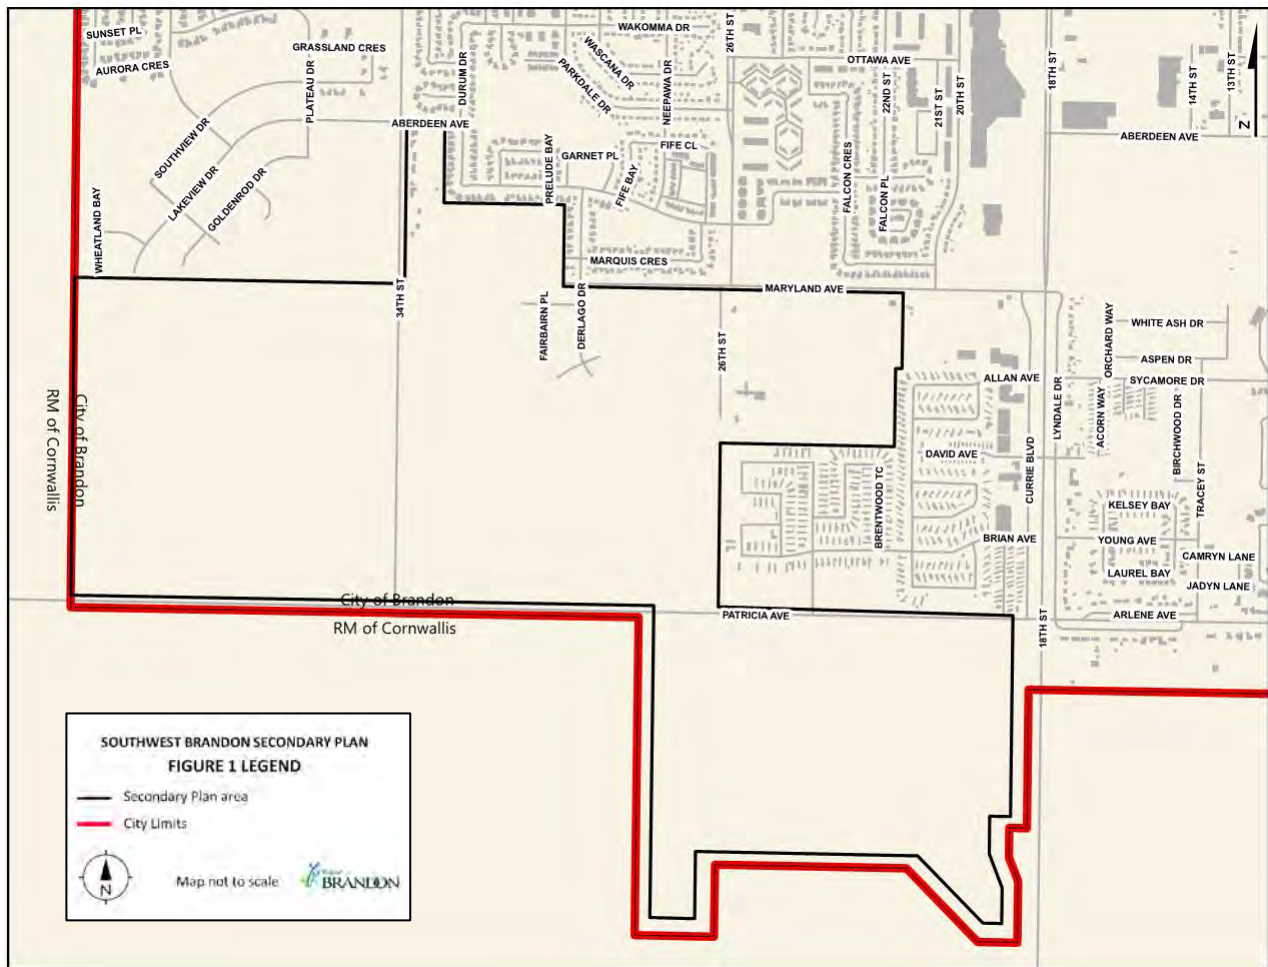 SUNSET PL
AURORA CRES
GRASSLAND CRES
PLATEAU DR
SOUTHVIEW DR
LAKEVIEW DR
GOLDENROD DR
WHEATLAND BAY
ABERDEEN AVE
DURUM DR
WAKOMMA DR
WASCANA DR
PARKDALE DR
NEEPAWA DR
26TH ST
OTTAWA AVE
22ND ST
21ST ST
20TH ST
18TH ST
14TH ST
13TH ST
ABERDEEN AVE
N
PRELUDE BAY
GARNET PL
FIFE CL
FIFE BAY
FALCON CRES
FALCON PL
MARQUIS CRES
MARYLAND AVE
34TH ST
FAIRBAIRN PL
DERLAGO DR
26TH ST
ALLAN AVE
LYNDALE DR
ORCHARD WAY
WHITE ASH DR
ASPEN DR
SYCAMORE DR
ACORN WAY
BIRCHWOOD DR
TRACEY ST
DAVID AVE
CURRIE BLVD
BRENTWOOD TC
KELSEY BAY
BRIAN AVE
YOUNG AVE
CAMRYN LANE
LAUREL BAY
JADYN LANE
PATRICIA AVE
ARLENE AVE
18TH ST
City of Brandon
RM of Cornwallis
City of Brandon
RM of Cornwallis
SOUTHWEST BRANDON SECONDARY PLAN
FIGURE 1 LEGEND
Secondary Plan area
City Limits
N
Map not to scale
BRANDON